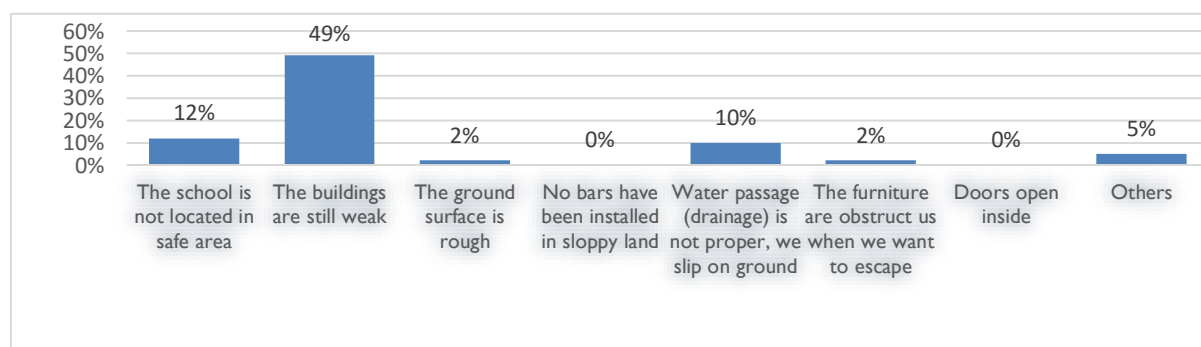 60%
50%
40%
30%
20%
10%
0%
12%
49%
2%
0%
10%
2%
0%
5%
The school is
not located in
safe area
The buildings
are still weak
The ground
surface is
rough
No bars have
been installed
in sloppy land
Water passage
(drainage) is
not proper, we
slip on ground
The furniture
are obstruct us
when we want
to escape
Doors open
inside
Others